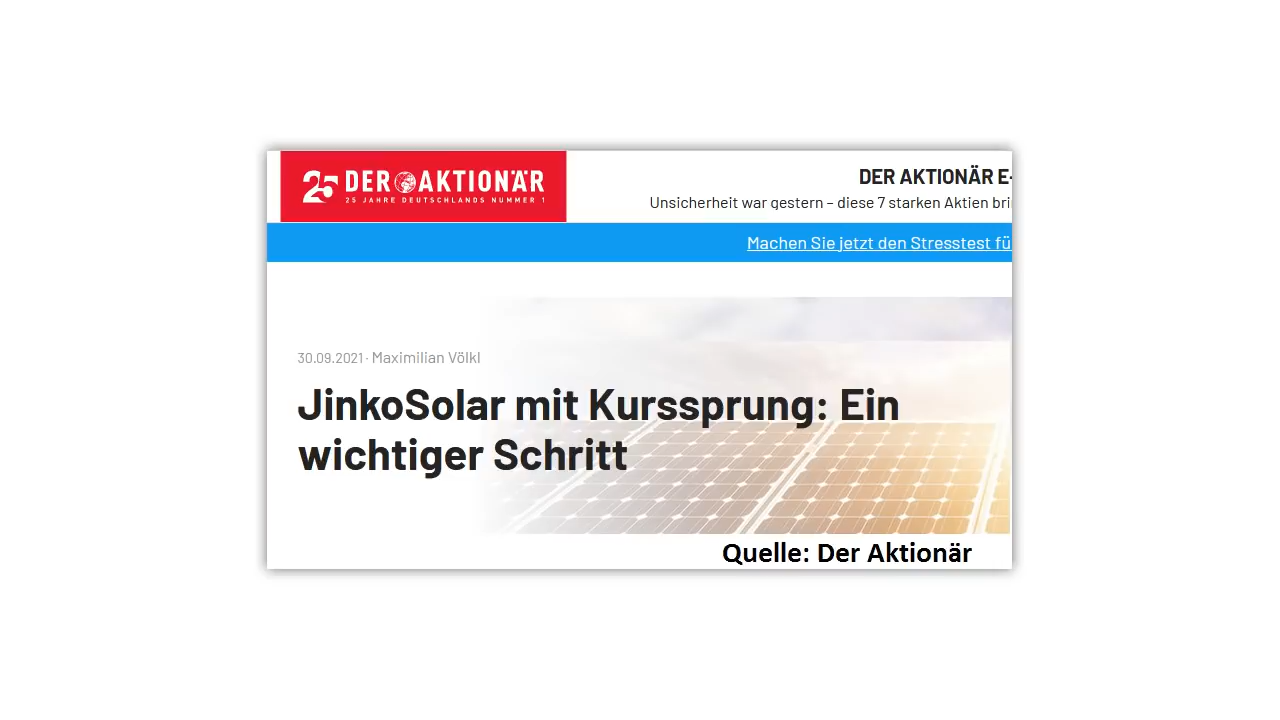 25 DER AKTIONÄR
25 JAHRE DEUTSCHLANDS NUMMER 1
DER AKTIONÄR E-
Unsicherheit war gestern – diese 7 starken Aktien bri
Machen Sie jetzt den Stresstest fü
30.09.2021 · Maximilian Völkl
JinkoSolar mit Kurssprung: Ein
wichtiger Schritt
Quelle: Der Aktionär